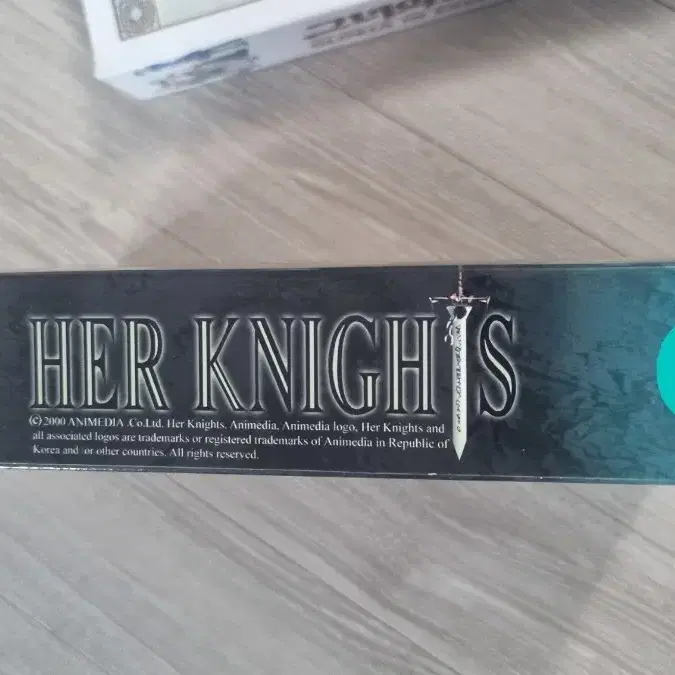 HER KNIGHTS
(c) 2000 ANIMEDIA .Co.Ltd. Her Knights, Animedia, Animedia logo, Her Knights and
all associated logos are trademarks or registered trademarks of Animedia in Republic of
Korea and /or other countries. All rights reserved.